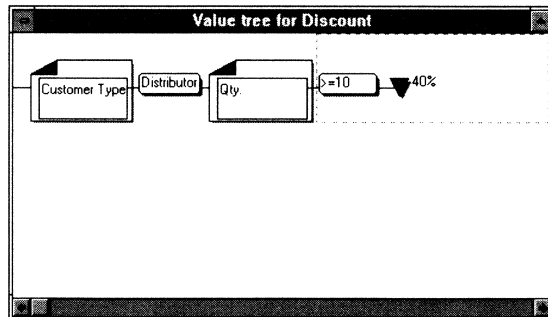 Value tree for Discount
Customer Type
Distributor
Qty.
>=10
40%